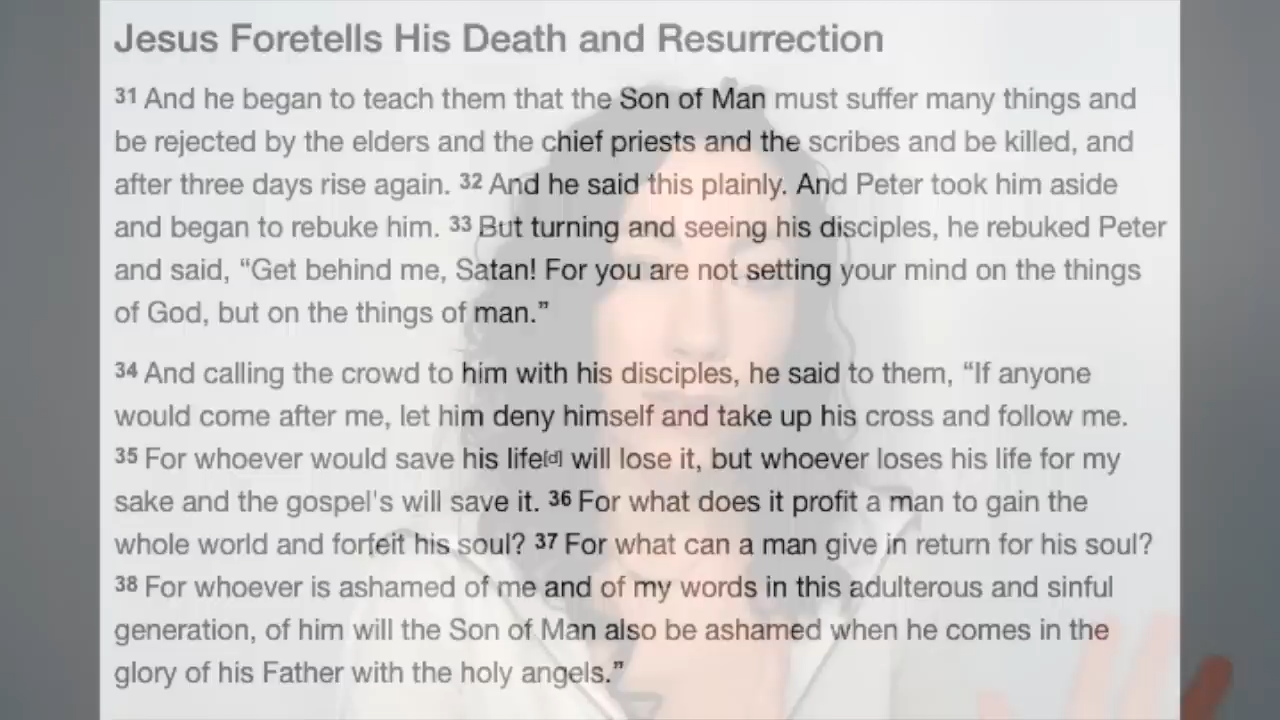 Jesus Foretells His Death and Resurrection
31 And he began to teach them that the Son of Man must suffer many things and
be rejected by the elders and the chief priests and the scribes and be killed, and
after three days rise again. 32 And he said this plainly. And Peter took him aside
and began to rebuke him. 33 But turning and seeing his disciples, he rebuked Peter
and said, “Get behind me, Satan! For you are not setting your mind on the things
of God, but on the things of man.”
34 And calling the crowd to him with his disciples, he said to them, “If anyone
would come after me, let him deny himself and take up his cross and follow me.
35 For whoever would save his life[d] will lose it, but whoever loses his life for my
sake and the gospel's will save it. 36 For what does it profit a man to gain the
whole world and forfeit his soul? 37 For what can a man give in return for his soul?
38 For whoever is ashamed of me and of my words in this adulterous and sinful
generation, of him will the Son of Man also be ashamed when he comes in the
glory of his Father with the holy angels.”